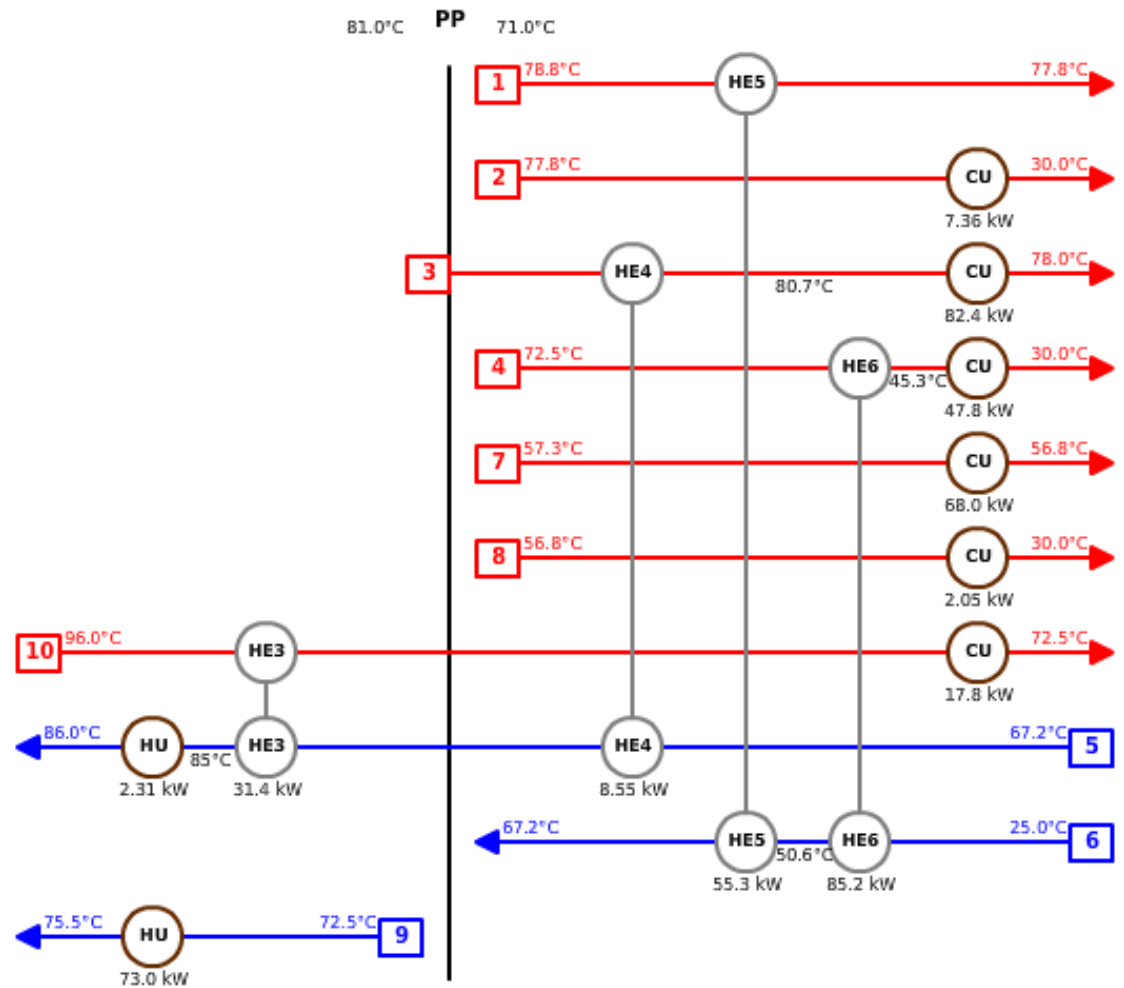 81.0°C PP 71.0°C
1 78.8°C HE5 77.8°C
2 77.8°C CU 30.0°C
7.36 kW
3 HE4 CU 78.0°C
80.7°C
82.4 kW
4 72.5°C HE6 CU 30.0°C
45.3°C
47.8 kW
7 57.3°C CU 56.8°C
68.0 kW
8 56.8°C CU 30.0°C
2.05 kW
10 96.0°C HE3 CU 72.5°C
17.8 kW
86.0°C HU HE3 HE4 67.2°C 5
85°C
2.31 kW 31.4 kW 8.55 kW
67.2°C HE5 HE6 25.0°C 6
50.6°C
55.3 kW 85.2 kW
75.5°C HU 72.5°C 9
73.0 kW